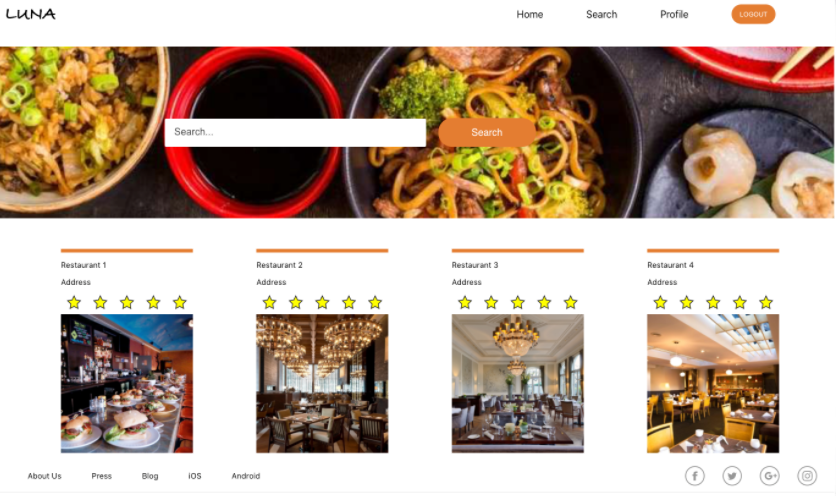 LUNA
Home Search Profile LOGOUT
Search... Search
Restaurant 1 Restaurant 2 Restaurant 3 Restaurant 4
Address Address Address Address
About Us Press Blog iOS Android